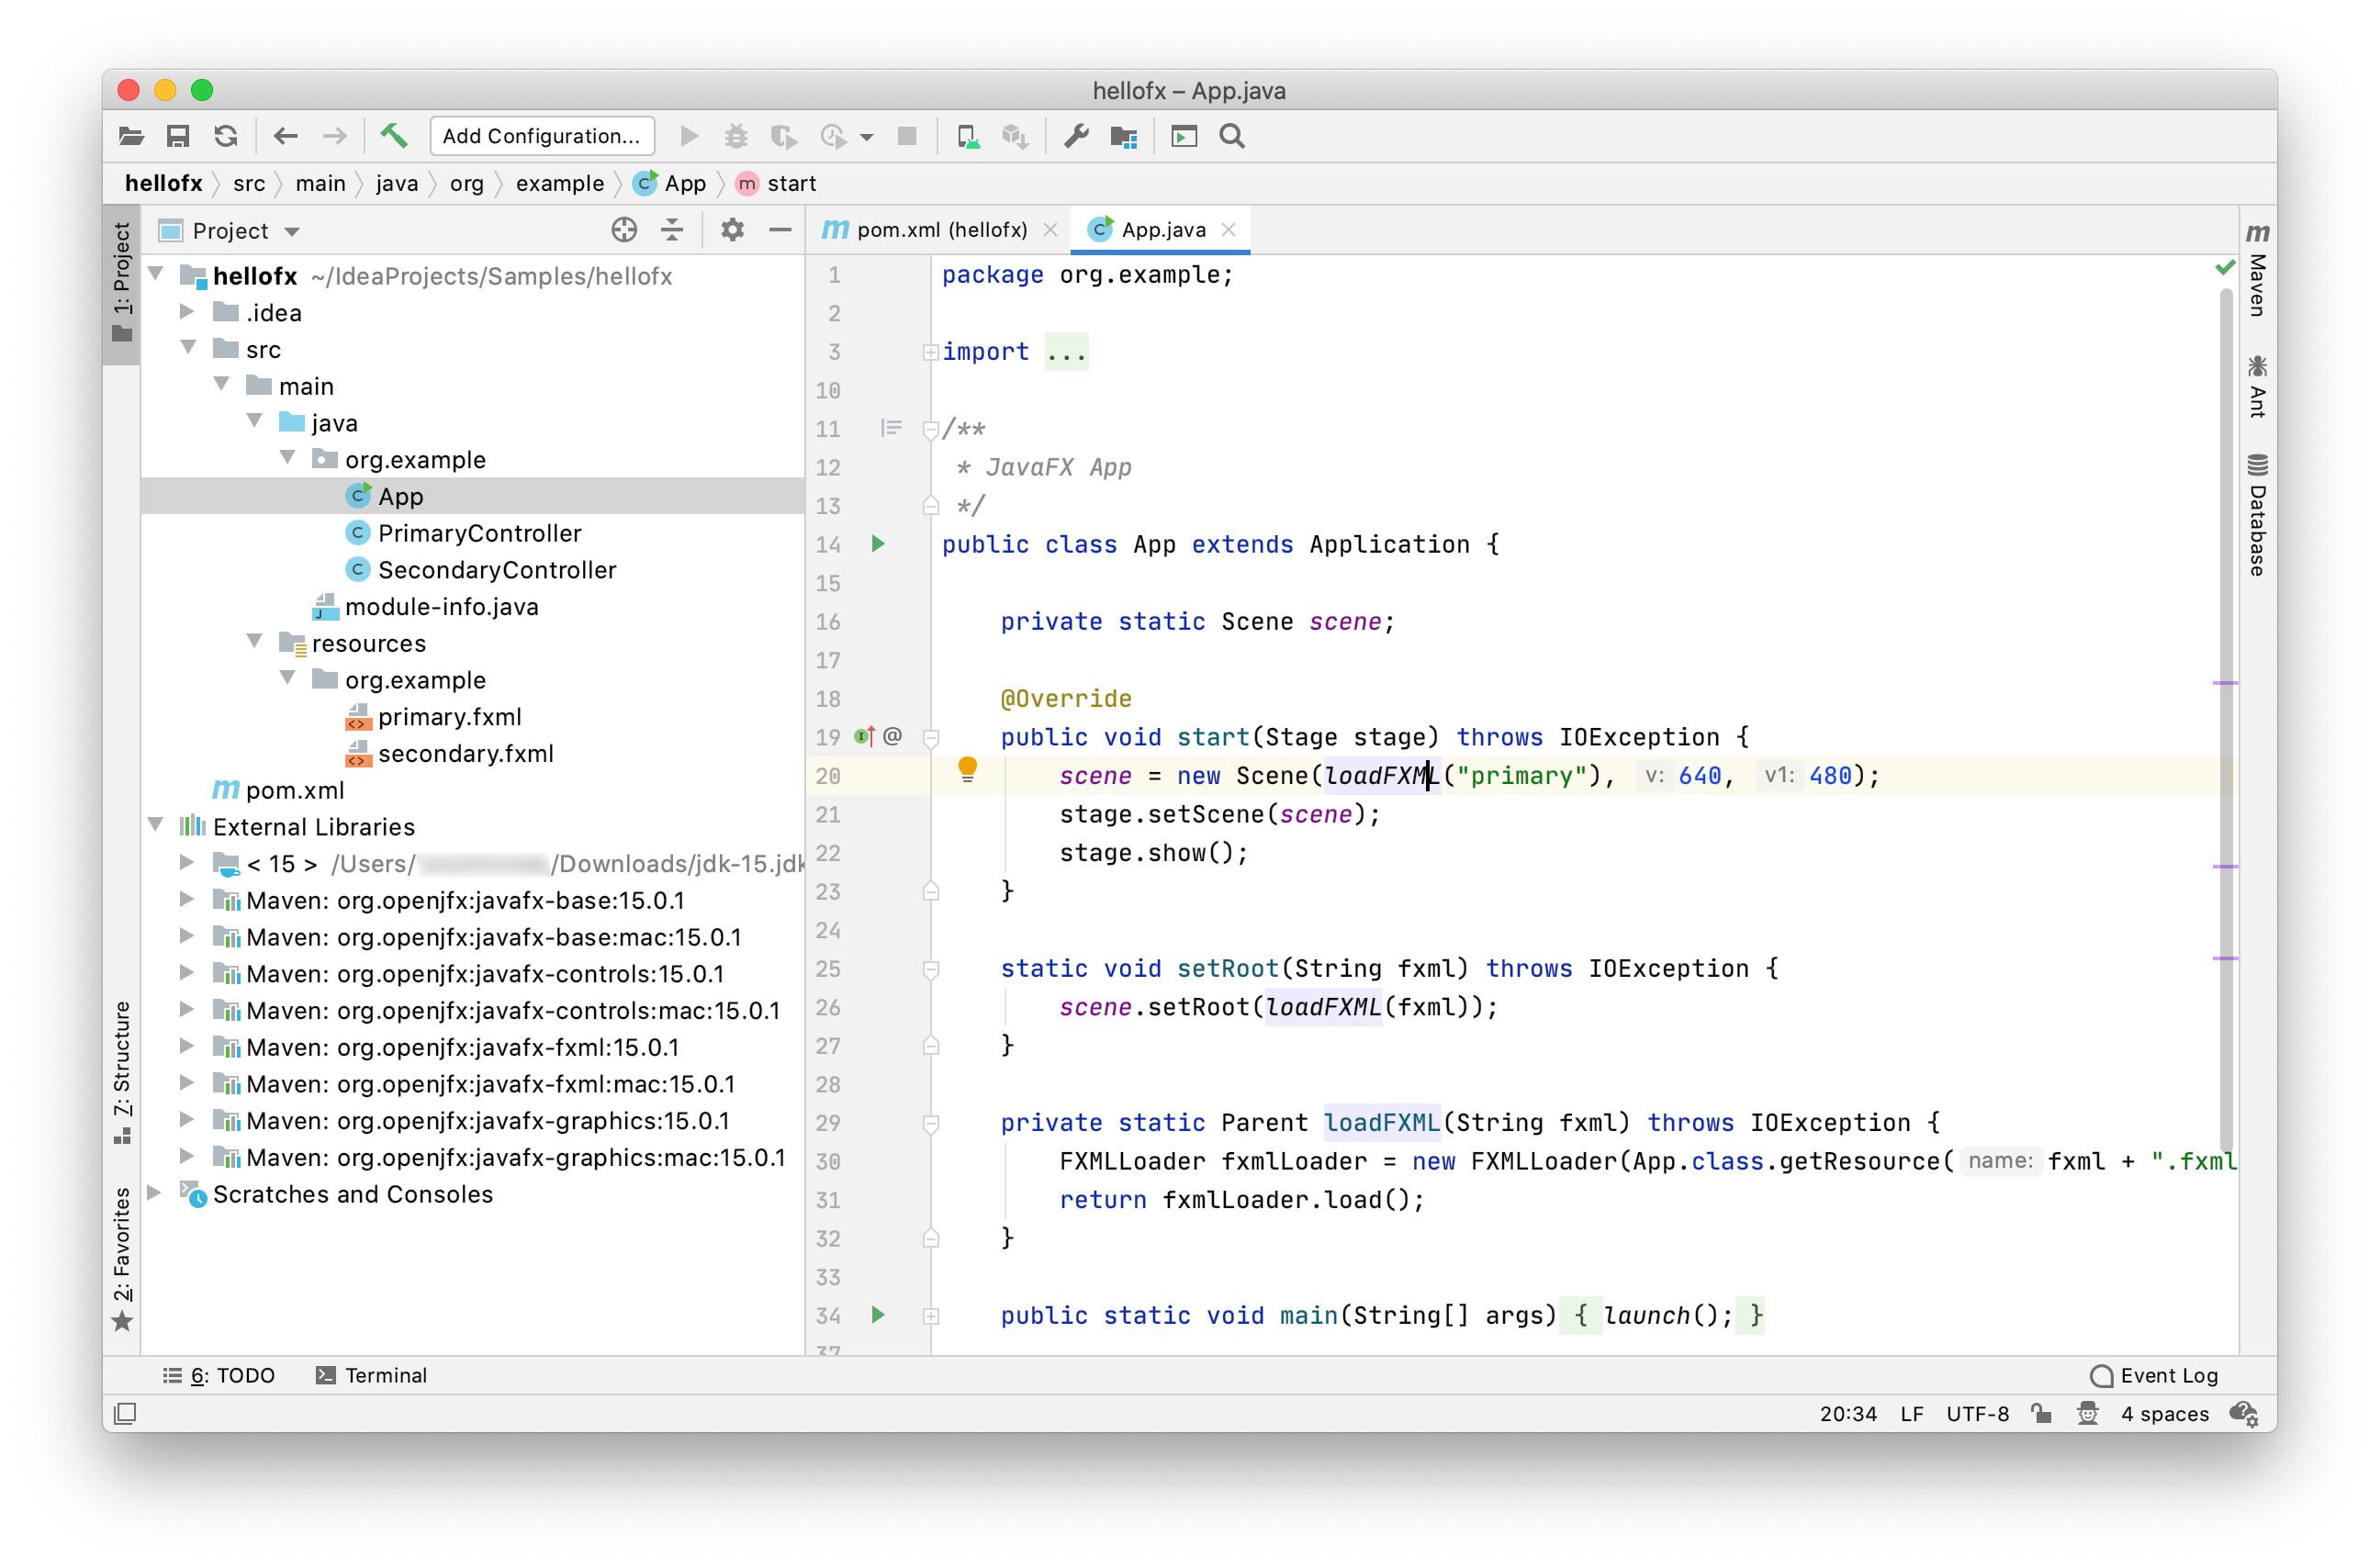 hellofx – App.java
Add Configuration...
hellofx src main java org example App start
1: Project
Project
hellofx ~/IdeaProjects/Samples/hellofx
.idea
src
main
java
org.example
App
PrimaryController
SecondaryController
module-info.java
resources
org.example
primary.fxml
secondary.fxml
pom.xml
External Libraries
< 15 > /Users/ /Downloads/jdk-15.jdk
Maven: org.openjfx:javafx-base:15.0.1
Maven: org.openjfx:javafx-base:mac:15.0.1
Maven: org.openjfx:javafx-controls:15.0.1
Maven: org.openjfx:javafx-controls:mac:15.0.1
Maven: org.openjfx:javafx-fxml:15.0.1
Maven: org.openjfx:javafx-fxml:mac:15.0.1
Maven: org.openjfx:javafx-graphics:15.0.1
Maven: org.openjfx:javafx-graphics:mac:15.0.1
Scratches and Consoles
7: Structure
2: Favorites
pom.xml (hellofx) App.java
1 package org.example;
2
3 import ...
10
11 /**
12 * JavaFX App
13 */
14 public class App extends Application {
15
16 private static Scene scene;
17
18 @Override
19 @ public void start(Stage stage) throws IOException {
20 scene = new Scene(loadFXML("primary"), v: 640, v1: 480);
21 stage.setScene(scene);
22 stage.show();
23 }
24
25 static void setRoot(String fxml) throws IOException {
26 scene.setRoot(loadFXML(fxml));
27 }
28
29 private static Parent loadFXML(String fxml) throws IOException {
30 FXMLLoader fxmlLoader = new FXMLLoader(App.class.getResource( name: fxml + ".fxml
31 return fxmlLoader.load();
32 }
33
34 public static void main(String[] args) { launch(); }
37
Maven
Ant
Database
6: TODO Terminal Event Log
20:34 LF UTF-8 4 spaces